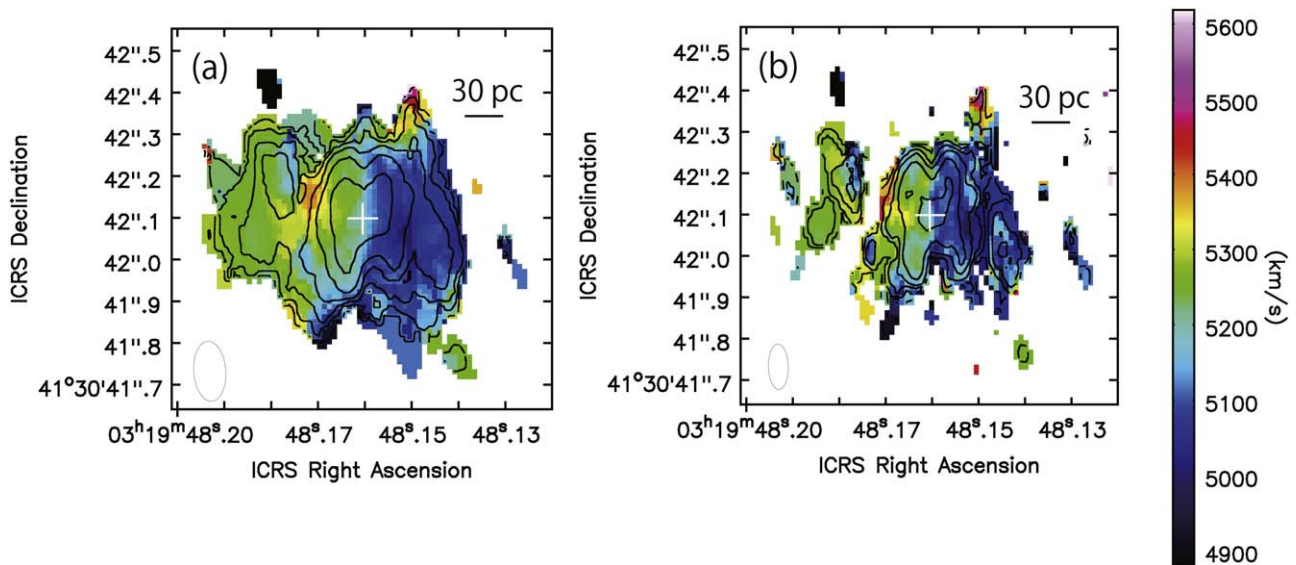 (a)
30 pc
42".5
42".4
42".3
42".2
42".1
42".0
41".9
41".8
41°30'41".7
ICRS Declination
03ʰ19ᵐ48ˢ.20
48ˢ.17
48ˢ.15
48ˢ.13
ICRS Right Ascension
(b)
30 pc
42".5
42".4
42".3
42".2
42".1
42".0
41".9
41".8
41°30'41".7
ICRS Declination
03ʰ19ᵐ48ˢ.20
48ˢ.17
48ˢ.15
48ˢ.13
ICRS Right Ascension
5600
5500
5400
5300
5200
5100
5000
4900
(km/s)